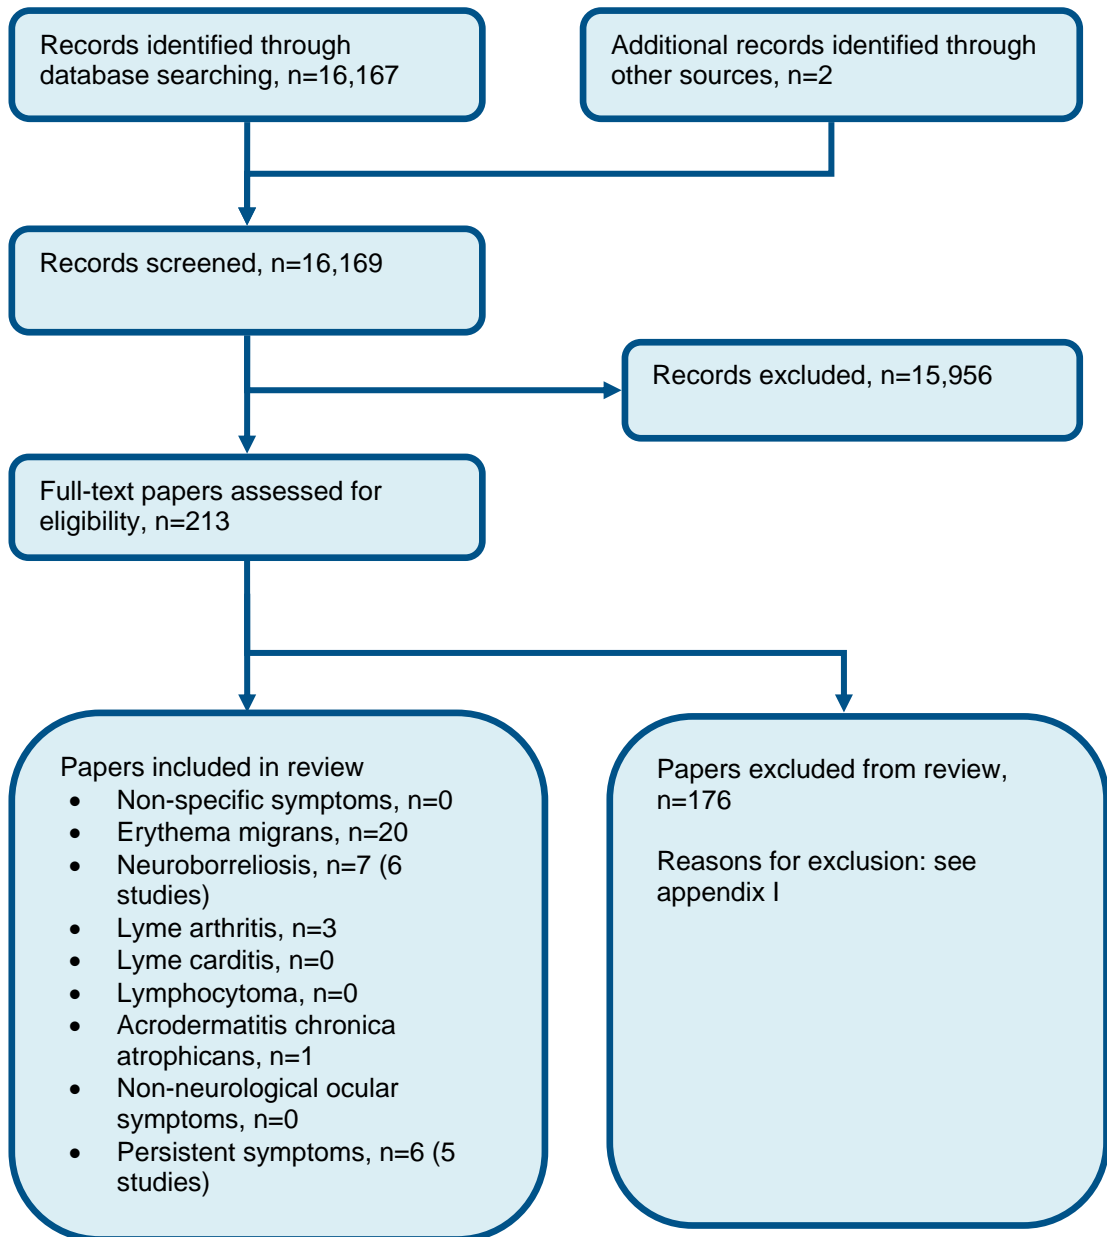 Records identified through
database searching, n=16,167
Additional records identified through
other sources, n=2
Records screened, n=16,169
Records excluded, n=15,956
Full-text papers assessed for
eligibility, n=213
Papers included in review
• Non-specific symptoms, n=0
• Erythema migrans, n=20
• Neuroborreliosis, n=7 (6
studies)
• Lyme arthritis, n=3
• Lyme carditis, n=0
• Lymphocytoma, n=0
• Acrodermatitis chronica
atrophicans, n=1
• Non-neurological ocular
symptoms, n=0
• Persistent symptoms, n=6 (5
studies)
Papers excluded from review,
n=176
Reasons for exclusion: see
appendix I